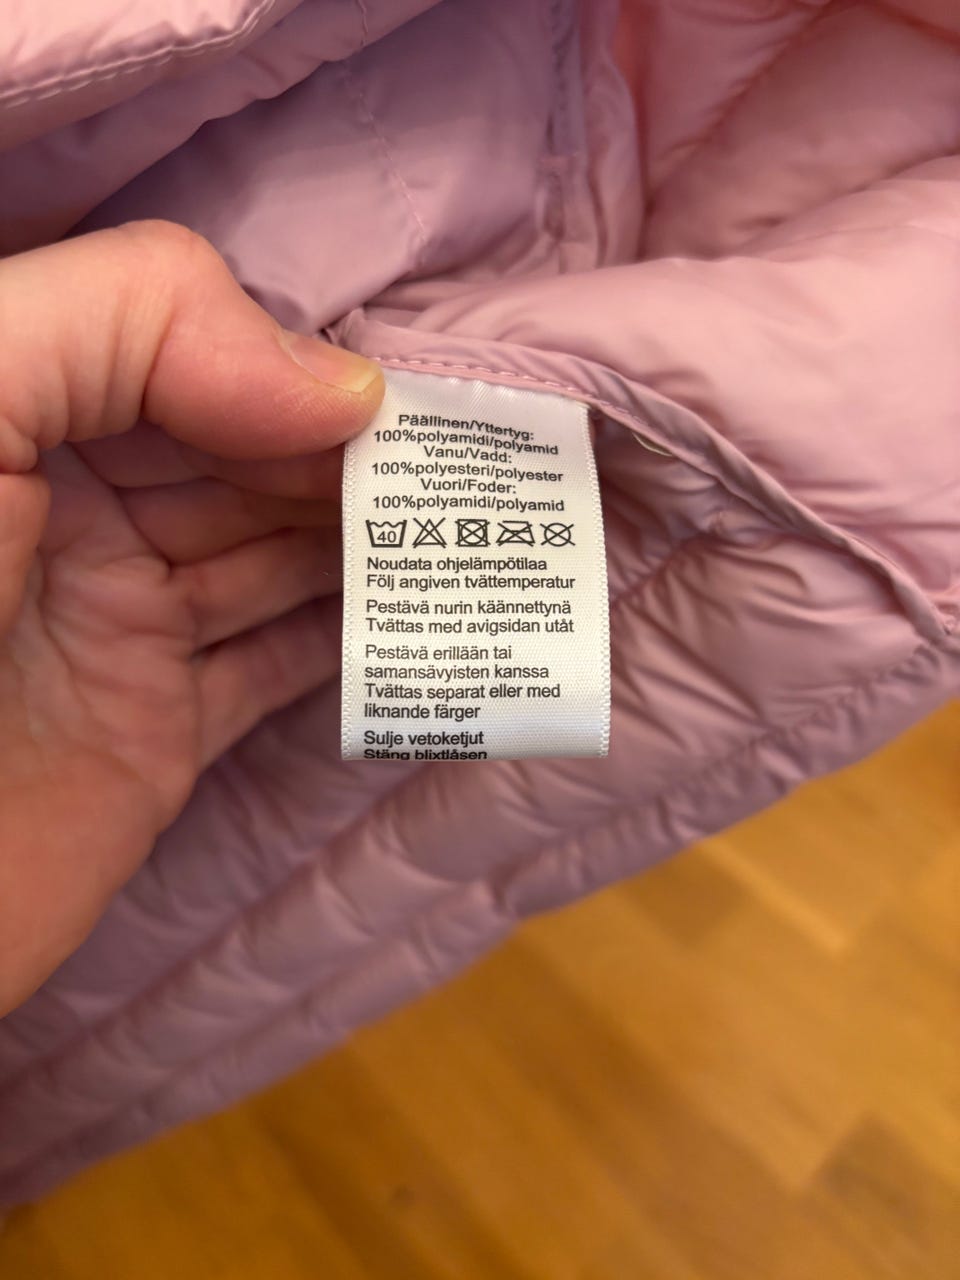 Päällinen/Yttertyg:
100%polyamidi/polyamid
Vanu/Vadd:
100%polyesteri/polyester
Vuori/Foder:
100%polyamidi/polyamid
40
Noudata ohjelämpötilaa
Följ angiven tvättemperatur
Pestävä nurin käännettynä
Tvättas med avigsidan utåt
Pestävä erillään tai
samansävyisten kanssa
Tvättas separat eller med
liknande färger
Sulje vetoketjut
Stäng blixtlåsen